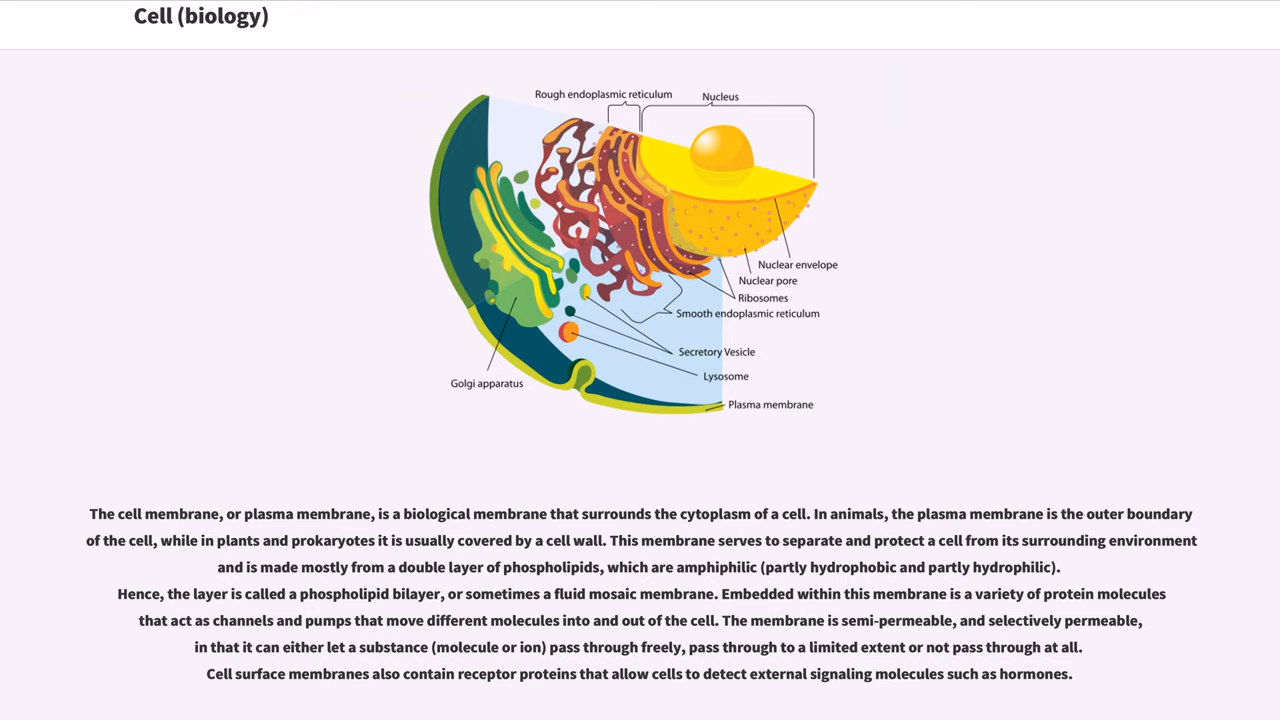 Cell (biology)
Rough endoplasmic reticulum
Nucleus
Nuclear envelope
Nuclear pore
Ribosomes
Smooth endoplasmic reticulum
Secretory Vesicle
Lysosome
Golgi apparatus
Plasma membrane
The cell membrane, or plasma membrane, is a biological membrane that surrounds the cytoplasm of a cell. In animals, the plasma membrane is the outer boundary
of the cell, while in plants and prokaryotes it is usually covered by a cell wall. This membrane serves to separate and protect a cell from its surrounding environment
and is made mostly from a double layer of phospholipids, which are amphiphilic (partly hydrophobic and partly hydrophilic).
Hence, the layer is called a phospholipid bilayer, or sometimes a fluid mosaic membrane. Embedded within this membrane is a variety of protein molecules
that act as channels and pumps that move different molecules into and out of the cell. The membrane is semi-permeable, and selectively permeable,
in that it can either let a substance (molecule or ion) pass through freely, pass through to a limited extent or not pass through at all.
Cell surface membranes also contain receptor proteins that allow cells to detect external signaling molecules such as hormones.